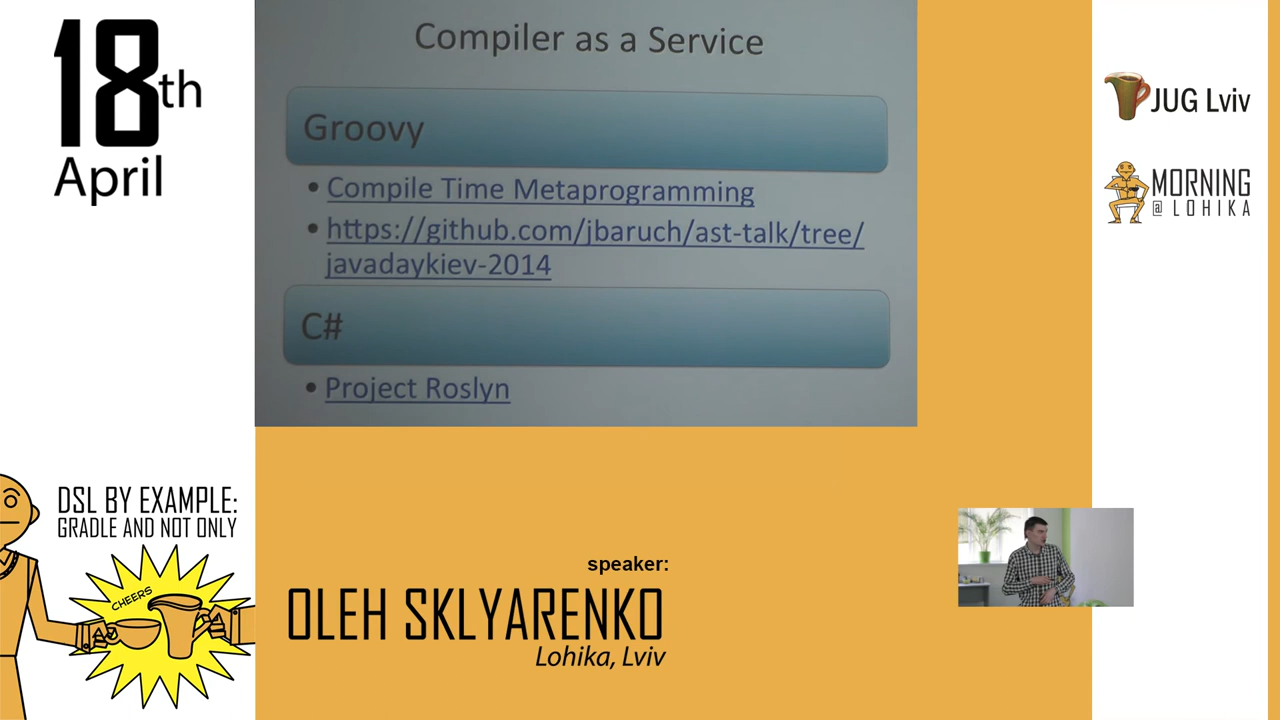 18th
April
Compiler as a Service
Groovy
• Compile Time Metaprogramming
• https://github.com/jbaruch/ast-talk/tree/
javadaykiev-2014
C#
• Project Roslyn
JUG Lviv
MORNING
@ LOHIKA
DSL BY EXAMPLE:
GRADLE AND NOT ONLY
CHEERS
speaker:
OLEH SKLYARENKO
Lohika, Lviv